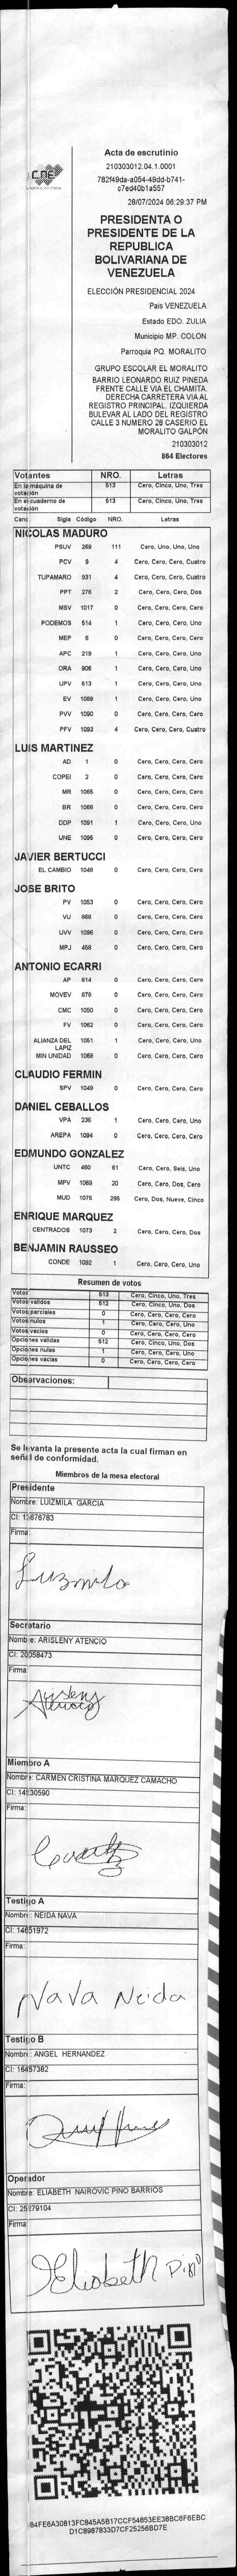 CNE
Acta de escrutinio
210303012.04.1.0001
782f49da-a054-49dd-b741-
c7ed40b1a557
28/07/2024 06:29:37 PM
PRESIDENTA O
PRESIDENTE DE LA
REPUBLICA
BOLIVARIANA DE
VENEZUELA
ELECCIÓN PRESIDENCIAL 2024
Pais VENEZUELA
Estado EDO. ZULIA
Municipio MP. COLON
Parroquia PQ. MORALITO
GRUPO ESCOLAR EL MORALITO
BARRIO LEONARDO RUIZ PINEDA
FRENTE CALLE VIA EL CHAMITA.
DERECHA CARRETERA VIA AL
REGISTRO PRINCIPAL. IZQUIERDA
BULEVAR AL LADO DEL REGISTRO
CALLE 3 NUMERO 28 CASERIO EL
MORALITO GALPÓN
210303012
864 Electores
Votantes NRO. Letras
En la máquina de votación 513 Cero, Cinco, Uno, Tres
En el cuaderno de votación 513 Cero, Cinco, Uno, Tres
Cand. Sigla Código NRO. Letras
NICOLAS MADURO
PSUV 269 111 Cero, Uno, Uno, Uno
PCV 9 4 Cero, Cero, Cero, Cuatro
TUPAMARO 931 4 Cero, Cero, Cero, Cuatro
PPT 276 2 Cero, Cero, Cero, Dos
MSV 1017 0 Cero, Cero, Cero, Cero
PODEMOS 514 1 Cero, Cero, Cero, Uno
MEP 6 0 Cero, Cero, Cero, Cero
APC 219 1 Cero, Cero, Cero, Uno
ORA 906 1 Cero, Cero, Cero, Uno
UPV 513 1 Cero, Cero, Cero, Uno
EV 1089 1 Cero, Cero, Cero, Uno
PVV 1090 0 Cero, Cero, Cero, Cero
PFV 1093 4 Cero, Cero, Cero, Cuatro
LUIS MARTINEZ
AD 1 0 Cero, Cero, Cero, Cero
COPEI 2 0 Cero, Cero, Cero, Cero
MR 1065 0 Cero, Cero, Cero, Cero
BR 1066 0 Cero, Cero, Cero, Cero
DDP 1091 1 Cero, Cero, Cero, Uno
UNE 1095 0 Cero, Cero, Cero, Cero
JAVIER BERTUCCI
EL CAMBIO 1048 0 Cero, Cero, Cero, Cero
JOSE BRITO
PV 1053 0 Cero, Cero, Cero, Cero
VU 868 0 Cero, Cero, Cero, Cero
UVV 1096 0 Cero, Cero, Cero, Cero
MPJ 458 0 Cero, Cero, Cero, Cero
ANTONIO ECARRI
AP 814 0 Cero, Cero, Cero, Cero
MOVEV 876 0 Cero, Cero, Cero, Cero
CMC 1050 0 Cero, Cero, Cero, Cero
FV 1062 0 Cero, Cero, Cero, Cero
ALIANZA DEL LAPIZ 1061 1 Cero, Cero, Cero, Uno
MIN UNIDAD 1068 0 Cero, Cero, Cero, Cero
CLAUDIO FERMIN
SPV 1049 0 Cero, Cero, Cero, Cero
DANIEL CEBALLOS
VPA 236 1 Cero, Cero, Cero, Uno
AREPA 1094 0 Cero, Cero, Cero, Cero
EDMUNDO GONZALEZ
UNTC 460 61 Cero, Cero, Seis, Uno
MPV 1069 20 Cero, Cero, Dos, Cero
MUD 1075 295 Cero, Dos, Nueve, Cinco
ENRIQUE MARQUEZ
CENTRADOS 1073 2 Cero, Cero, Cero, Dos
BENJAMIN RAUSSEO
CONDE 1092 1 Cero, Cero, Cero, Uno
Resumen de votos
Votos 513 Cero, Cinco, Uno, Tres
Votos validos 512 Cero, Cinco, Uno, Dos
Votos parciales 0 Cero, Cero, Cero, Cero
Votos nulos 1 Cero, Cero, Cero, Uno
Votos vacios 0 Cero, Cero, Cero, Cero
Opciones validas 512 Cero, Cinco, Uno, Dos
Opciones nulas 1 Cero, Cero, Cero, Uno
Opciones vacias 0 Cero, Cero, Cero, Cero
Observaciones:
Se levanta la presente acta la cual firman en
señal de conformidad.
Miembros de la mesa electoral
Presidente
Nombre: LUIZMILA GARCIA
CI: 13676783
Firma:
Luzmila
Secretario
Nombre: ARISLENY ATENCIO
CI: 20058473
Firma:
Arisleny
Atencio
Miembro A
Nombre: CARMEN CRISTINA MARQUEZ CAMACHO
CI: 14530590
Firma:
Testigo A
Nombre: NEIDA NAVA
CI: 14651972
Firma:
Nava Neida
Testigo B
Nombre: ANGEL HERNANDEZ
CI: 16467382
Firma:
Operador
Nombre: ELIABETH NAIROVIC PINO BARRIOS
CI: 25879104
Firma:
Eliabeth Pino
84FE6A30813FC845A5B17CCF54853EE38BC6F6EBC
D1C8987833D7CF25256BD7E